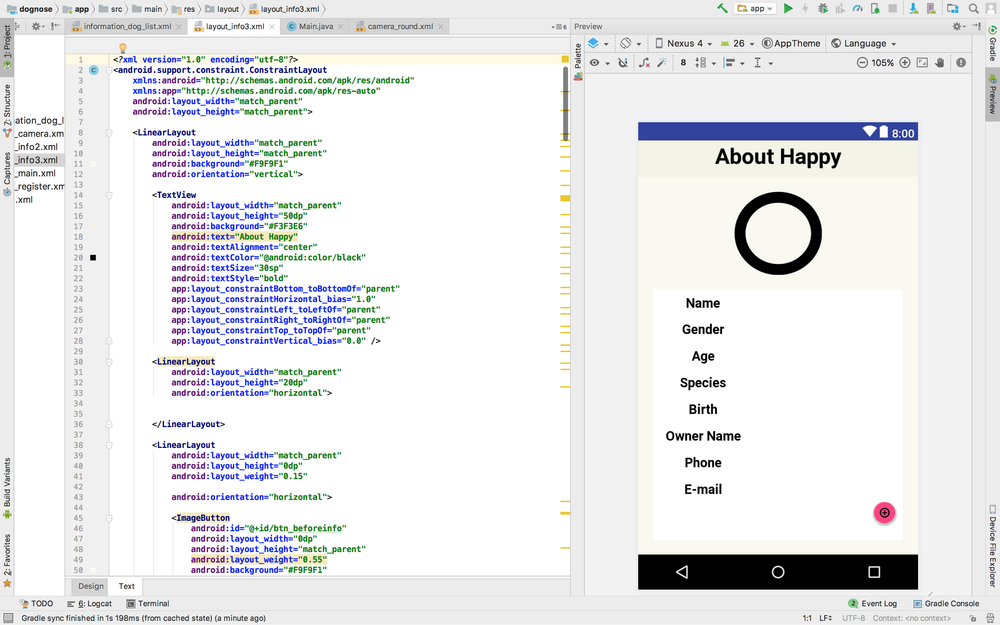 dognose app src main res layout layout_info3.xml
app
information_dog_list.xml layout_info3.xml Main.java camera_round.xml 6
Preview
1: Project
7: Structure
Captures
Build Variants
2: Favorites
_camera.xm
_info2.xml
_info3.xml
_main.xml
_register.xm
.xml
1 <?xml version="1.0" encoding="utf-8"?>
2 <android.support.constraint.ConstraintLayout
3 xmlns:android="http://schemas.android.com/apk/res/android"
4 xmlns:app="http://schemas.android.com/apk/res-auto"
5 android:layout_width="match_parent"
6 android:layout_height="match_parent">
7
8 <LinearLayout
9 android:layout_width="match_parent"
10 android:layout_height="match_parent"
11 android:background="#F9F9F1"
12 android:orientation="vertical">
13
14 <TextView
15 android:layout_width="match_parent"
16 android:layout_height="50dp"
17 android:background="#F3F3E6"
18 android:text="About Happy"
19 android:textAlignment="center"
20 android:textColor="@android:color/black"
21 android:textSize="30sp"
22 android:textStyle="bold"
23 app:layout_constraintBottom_toBottomOf="parent"
24 app:layout_constraintHorizontal_bias="1.0"
25 app:layout_constraintLeft_toLeftOf="parent"
26 app:layout_constraintRight_toRightOf="parent"
27 app:layout_constraintTop_toTopOf="parent"
28 app:layout_constraintVertical_bias="0.0" />
29
30 <LinearLayout
31 android:layout_width="match_parent"
32 android:layout_height="20dp"
33 android:orientation="horizontal">
34
35
36 </LinearLayout>
37
38 <LinearLayout
39 android:layout_width="match_parent"
40 android:layout_height="0dp"
41 android:layout_weight="0.15"
42
43 android:orientation="horizontal">
44
45 <ImageButton
46 android:id="@+id/btn_beforeinfo"
47 android:layout_width="0dp"
48 android:layout_height="match_parent"
49 android:layout_weight="0.55"
50 android:background="#F9F9F1"
Design Text
Palette
Nexus 4 26 AppTheme Language
8 105%
8:00
About Happy
Name
Gender
Age
Species
Birth
Owner Name
Phone
E-mail
Gradle
Preview
Device File Explorer
TODO 6: Logcat Terminal
2 Event Log Gradle Console
Gradle sync finished in 1s 198ms (from cached state) (a minute ago)
1:1 LF UTF-8 Context: <no context>